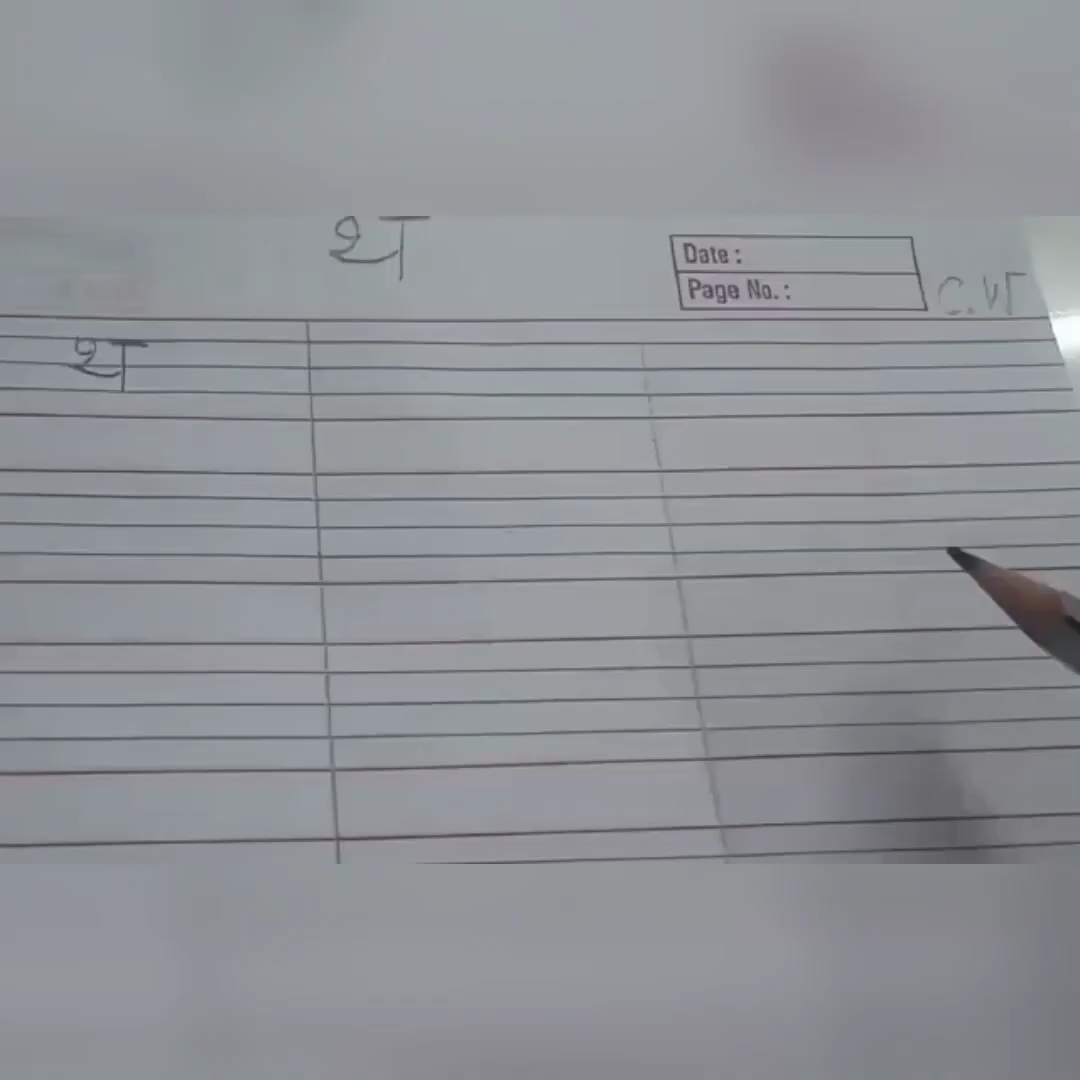 थ
Date :
Page No. :
C.W
थ